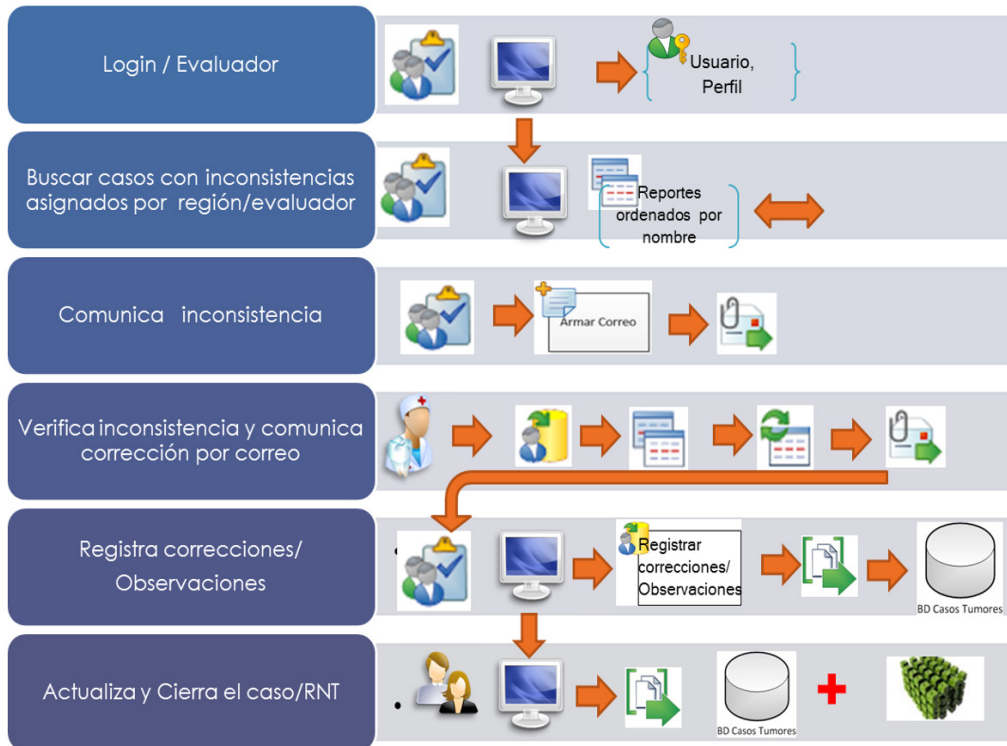 Login / Evaluador
Usuario,
Perfil
Buscar casos con inconsistencias
asignados por región/evaluador
Reportes
ordenados por
nombre
Comunica inconsistencia
Armar Correo
Verifica inconsistencia y comunica
corrección por correo
Registra correcciones/
Observaciones
Registrar
correcciones/
Observaciones
BD Casos Tumores
Actualiza y Cierra el caso/RNT
BD Casos Tumores